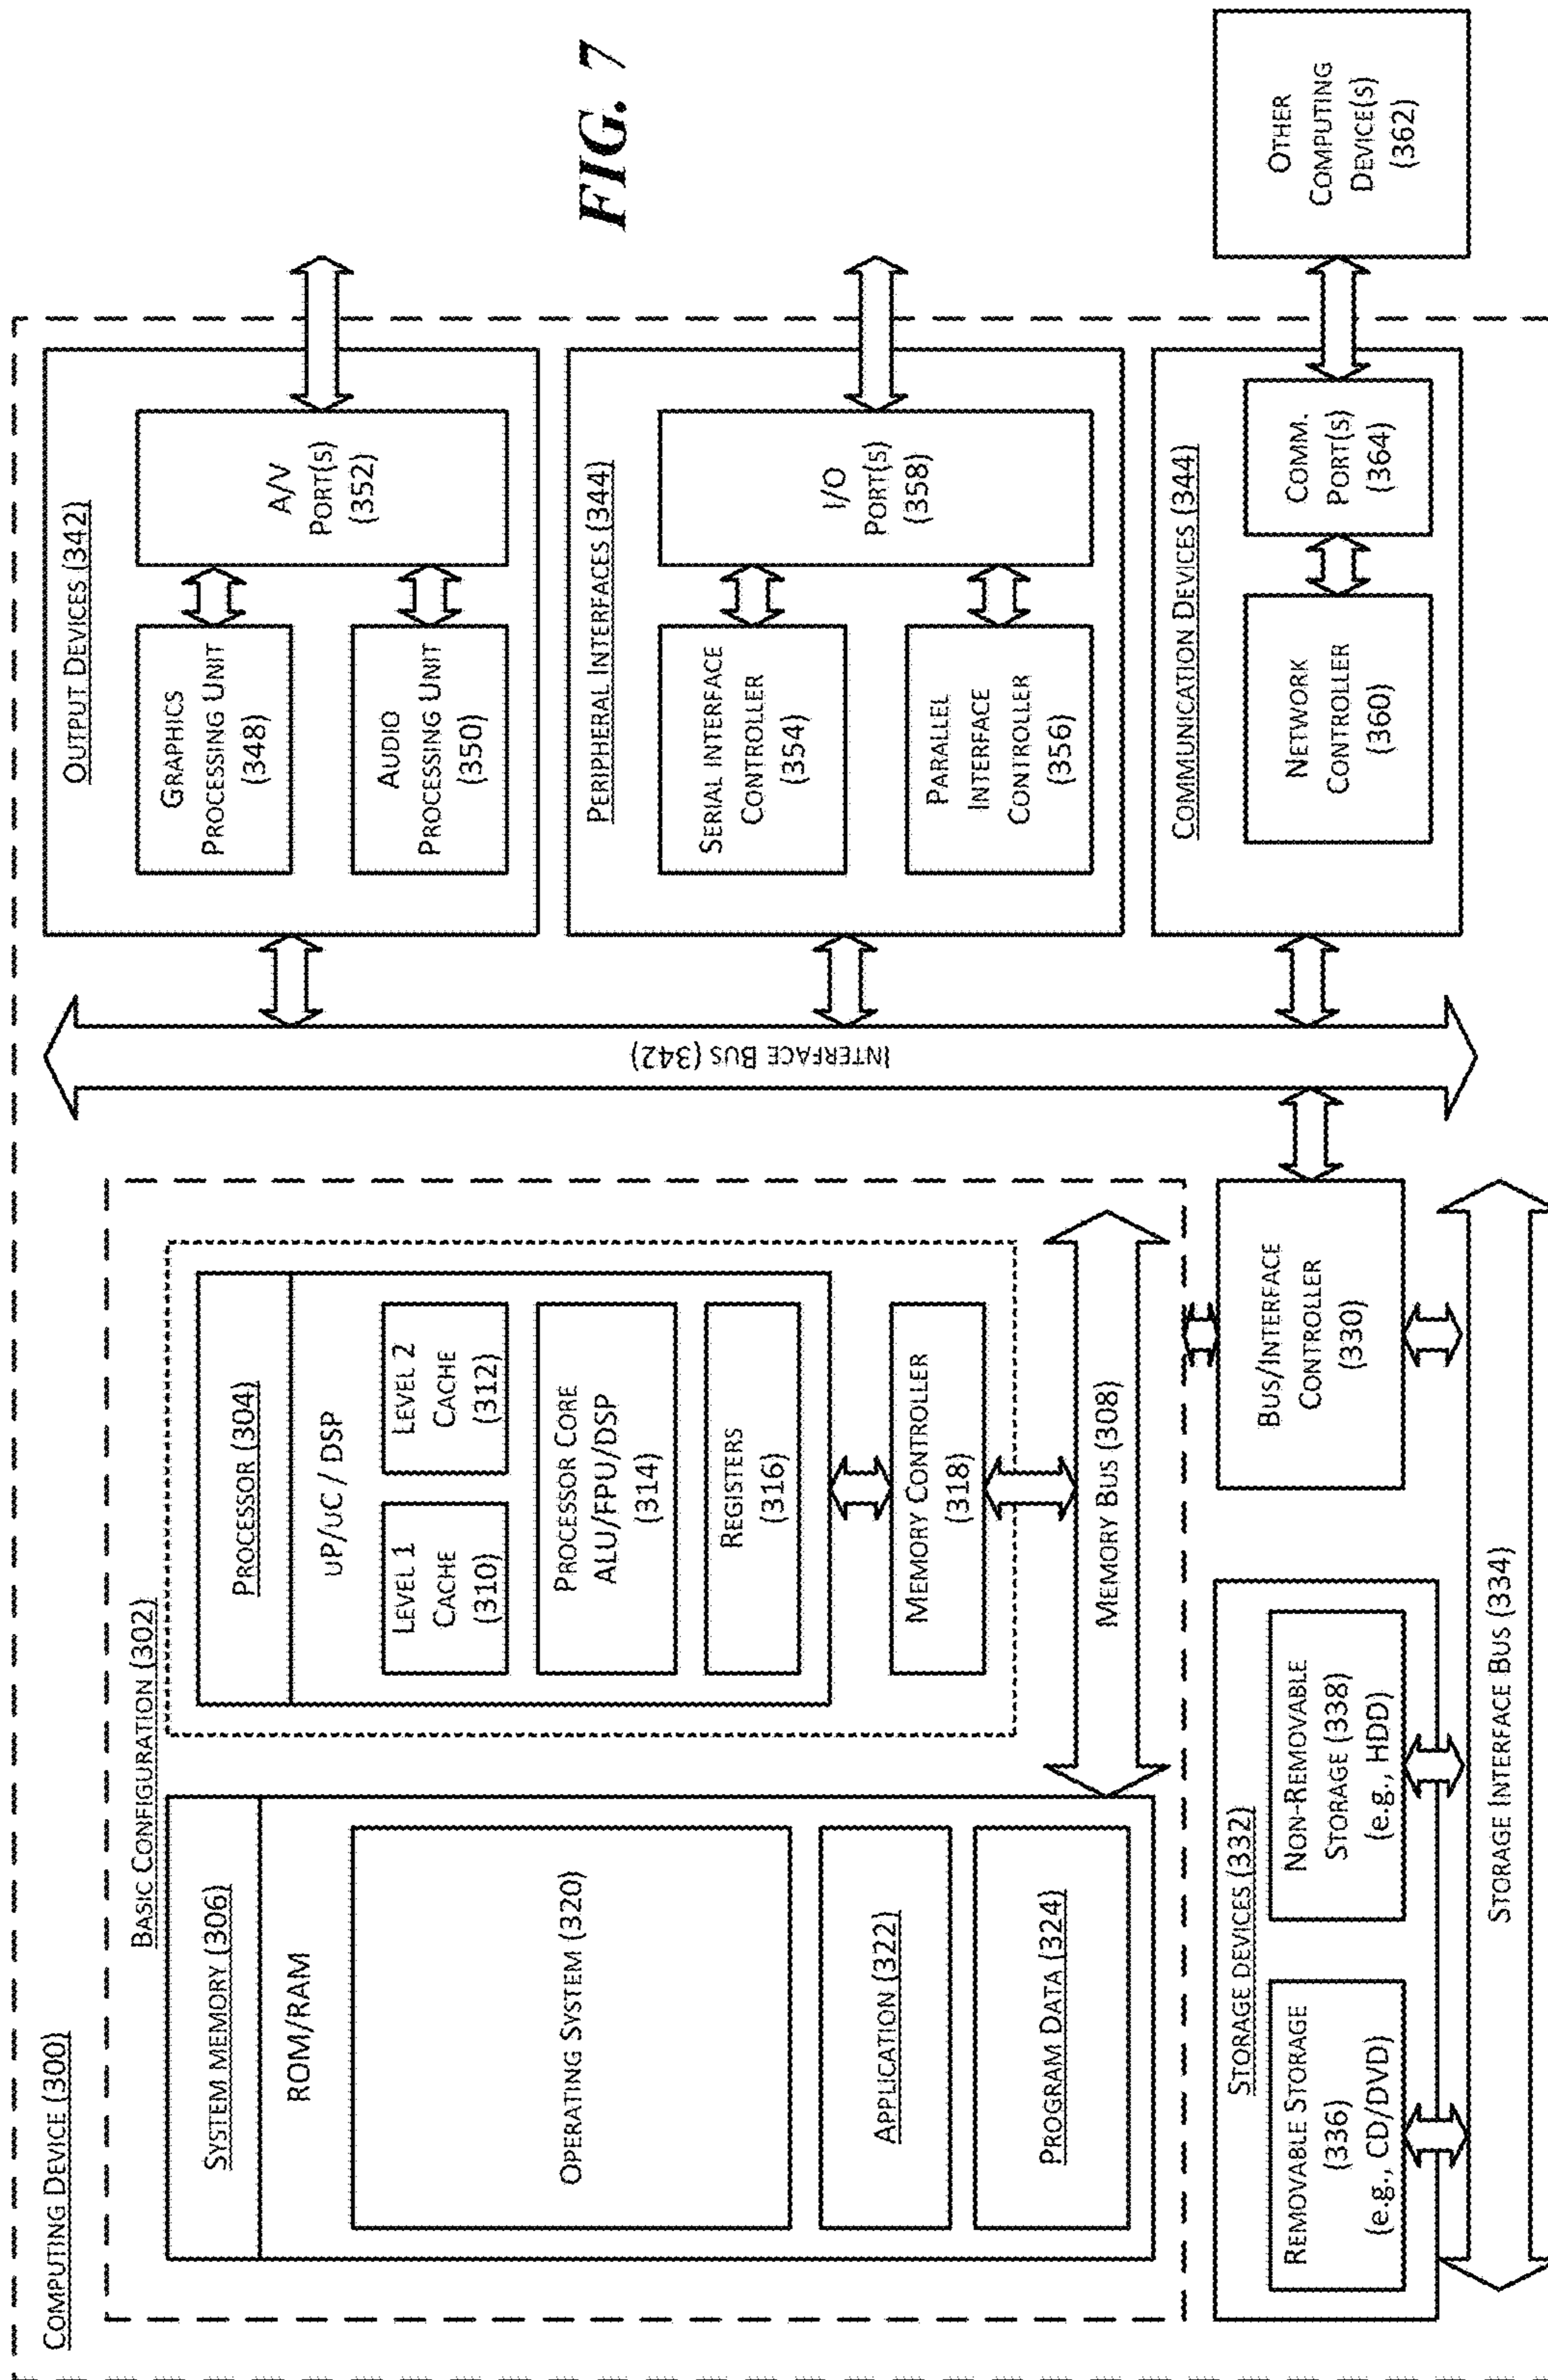 COMPUTING DEVICE (300)
BASIC CONFIGURATION (302)
SYSTEM MEMORY (306)
ROM/RAM
OPERATING SYSTEM (320)
APPLICATION (322)
PROGRAM DATA (324)
PROCESSOR (304)
UP/UC / DSP
LEVEL 1
CACHE
(310)
LEVEL 2
CACHE
(312)
PROCESSOR CORE
ALU/FPU/DSP
(314)
REGISTERS
(316)
MEMORY CONTROLLER
(318)
MEMORY BUS (308)
STORAGE DEVICES (332)
REMOVABLE STORAGE
(336)
(e.g., CD/DVD)
NON-REMOVABLE
STORAGE (338)
(e.g., HDD)
BUS/INTERFACE
CONTROLLER
(330)
STORAGE INTERFACE BUS (334)
INTERFACE BUS (342)
OUTPUT DEVICES (342)
GRAPHICS
PROCESSING UNIT
(348)
AUDIO
PROCESSING UNIT
(350)
A/V
PORT(S)
(352)
PERIPHERAL INTERFACES (344)
SERIAL INTERFACE
CONTROLLER
(354)
PARALLEL
INTERFACE
CONTROLLER
(356)
I/O
PORT(S)
(358)
COMMUNICATION DEVICES (344)
NETWORK
CONTROLLER
(360)
COMM.
PORT(S)
(364)
OTHER
COMPUTING
DEVICE(S)
(362)
FIG. 7